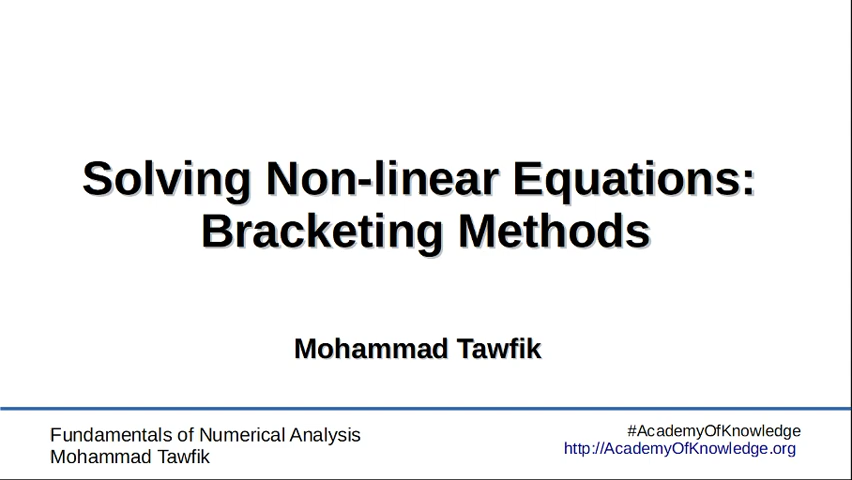 Solving Non-linear Equations:
Bracketing Methods
Mohammad Tawfik
Fundamentals of Numerical Analysis
Mohammad Tawfik
#AcademyOfKnowledge
http://AcademyOfKnowledge.org